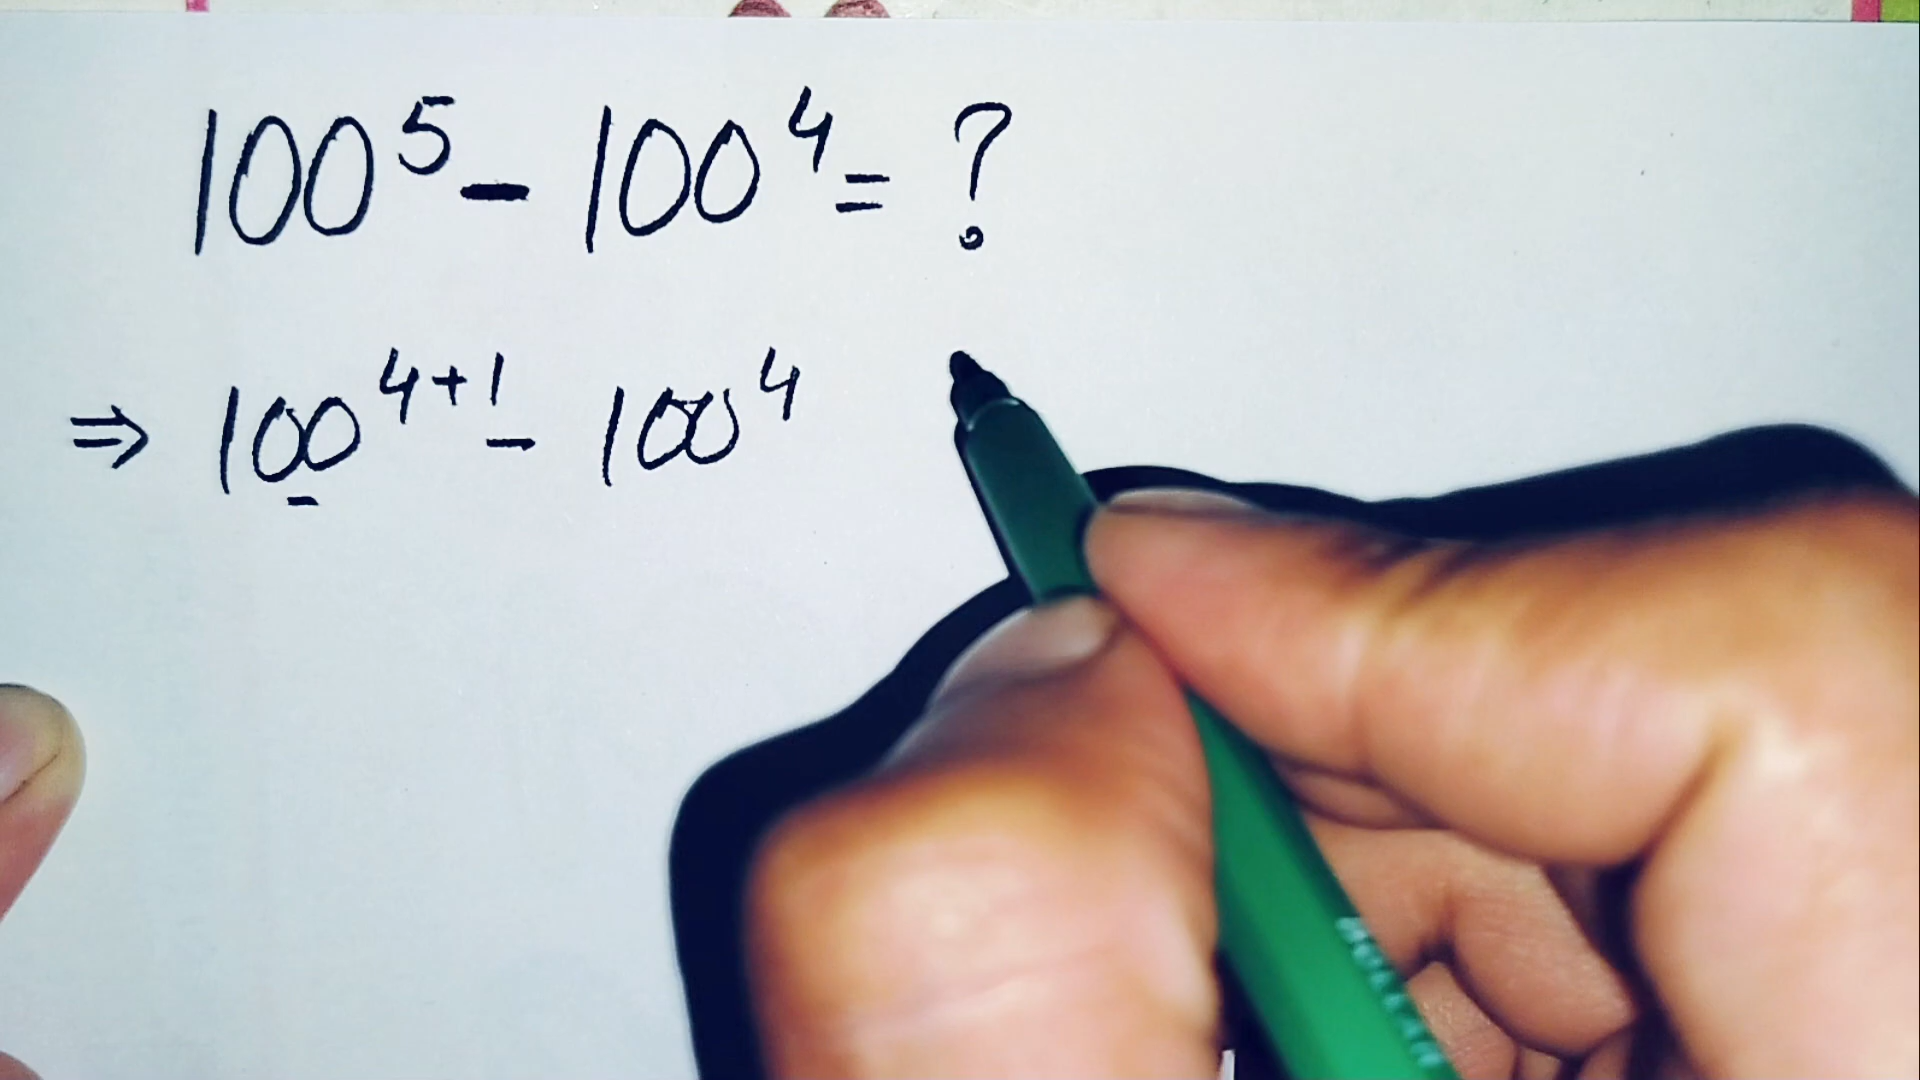 100⁵ - 100⁴ = ?
⇒ 100⁴⁺¹ - 100⁴